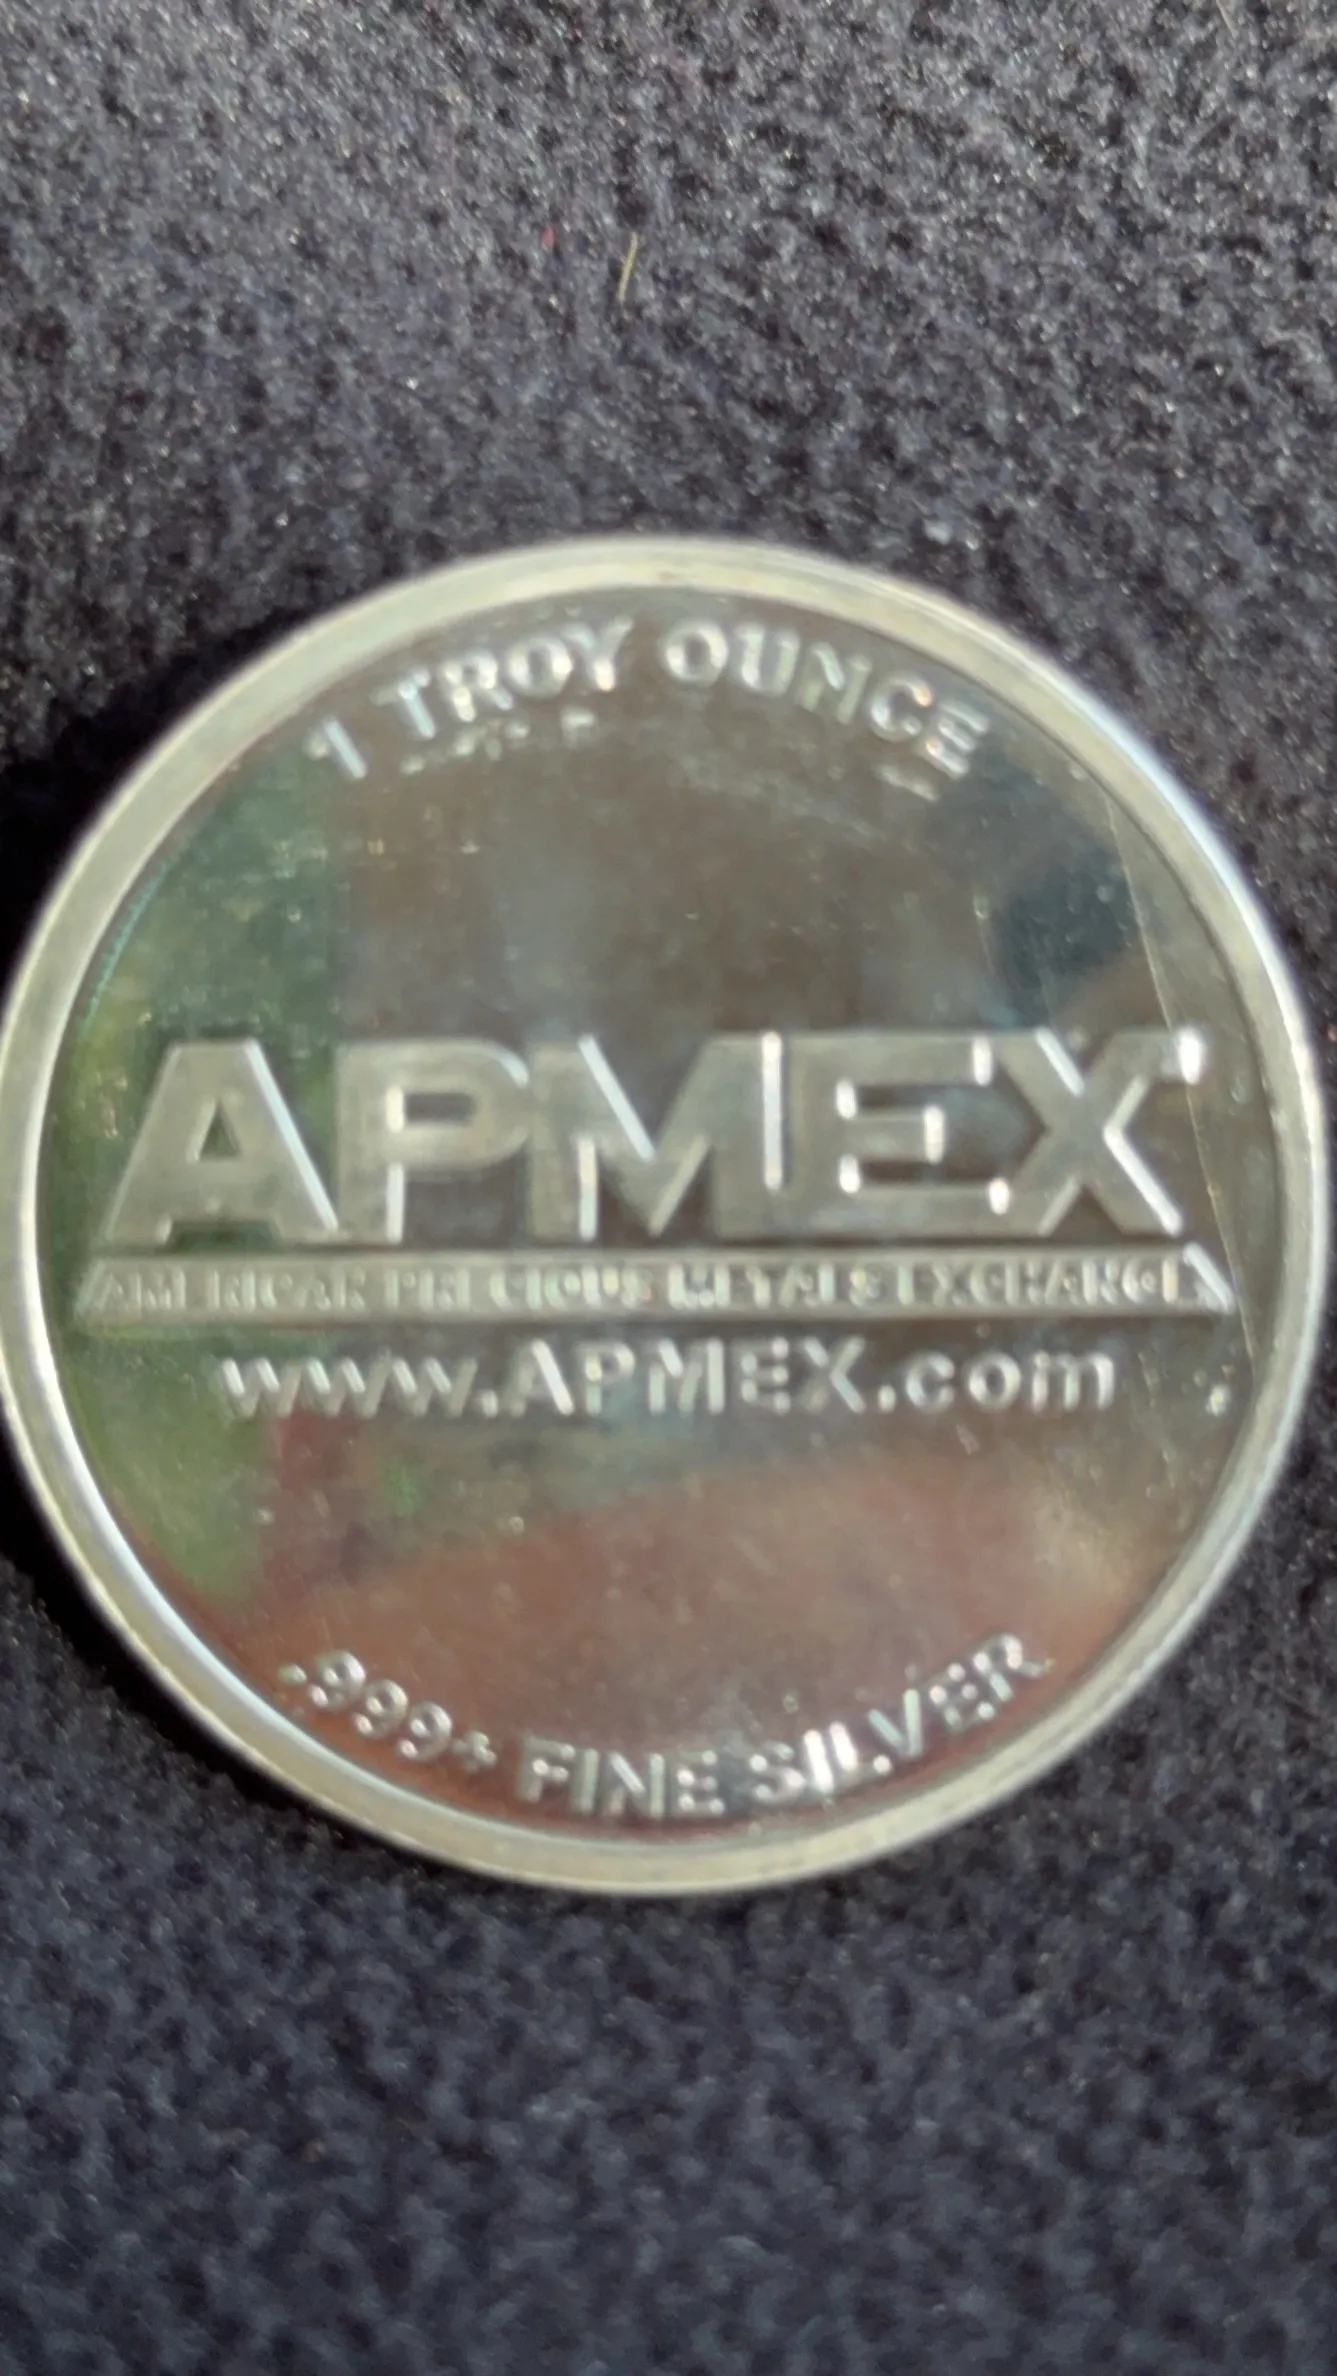 1 TROY OUNCE
APMEX
AMERICAN PRECIOUS METALS EXCHANGE
www.APMEX.com
.999+ FINE SILVER